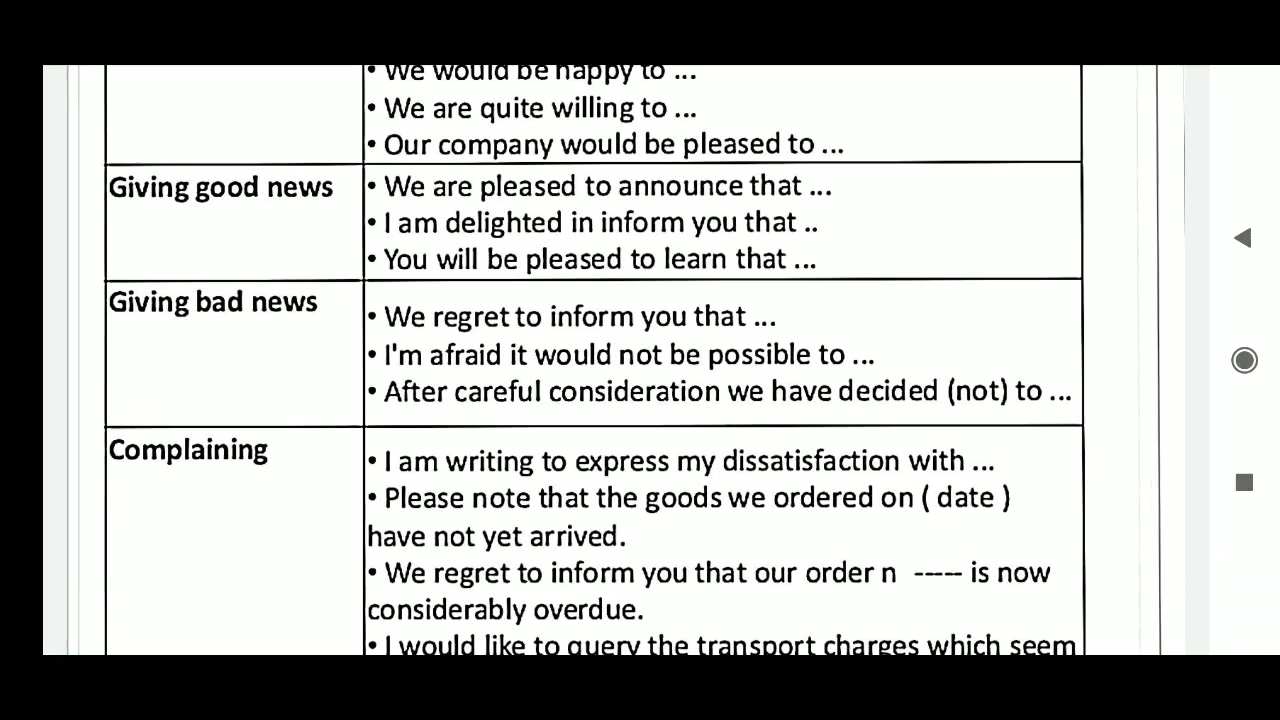 • We would be happy to ...
• We are quite willing to ...
• Our company would be pleased to ...
Giving good news
• We are pleased to announce that ...
• I am delighted in inform you that ..
• You will be pleased to learn that ...
Giving bad news
• We regret to inform you that ...
• I'm afraid it would not be possible to ...
• After careful consideration we have decided (not) to ...
Complaining
• I am writing to express my dissatisfaction with ...
• Please note that the goods we ordered on ( date )
have not yet arrived.
• We regret to inform you that our order n ----- is now
considerably overdue.
• I would like to query the transport charges which seem